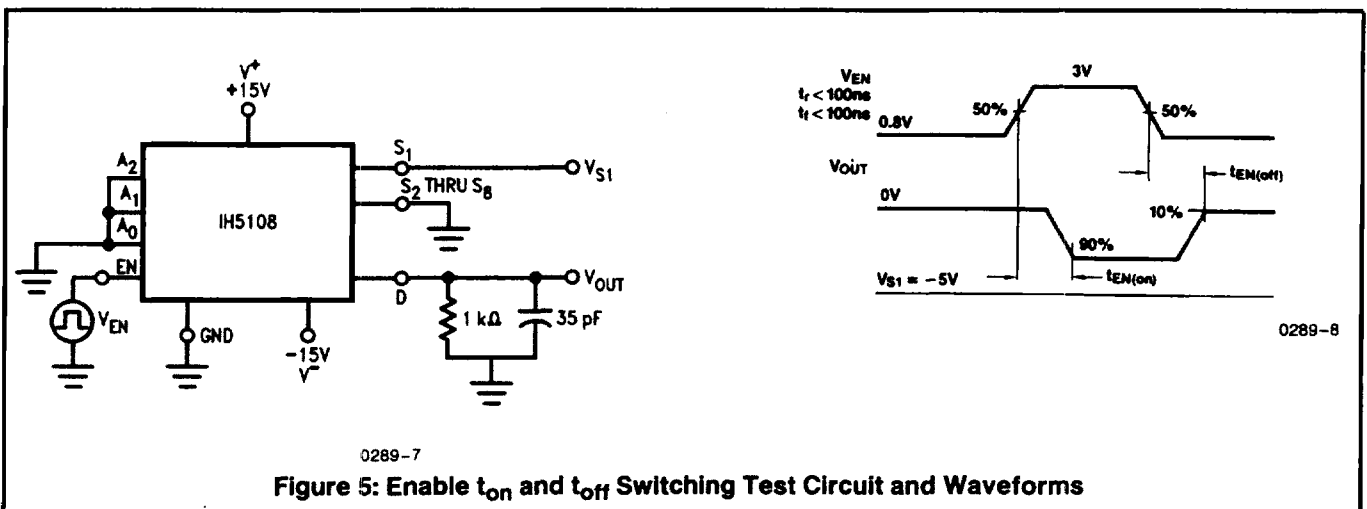 V+
+15V
A2
A1
A0
EN
IH5108
S1
VS1
S2 THRU S8
D
VOUT
VEN
GND
-15V
V-
1 kΩ
35 pF
0289-7
VEN
tr < 100ns
tf < 100ns
3V
50%
50%
0.8V
VOUT
tEN(off)
0V
10%
90%
VS1 = -5V
tEN(on)
0289-8
Figure 5: Enable ton and toff Switching Test Circuit and Waveforms